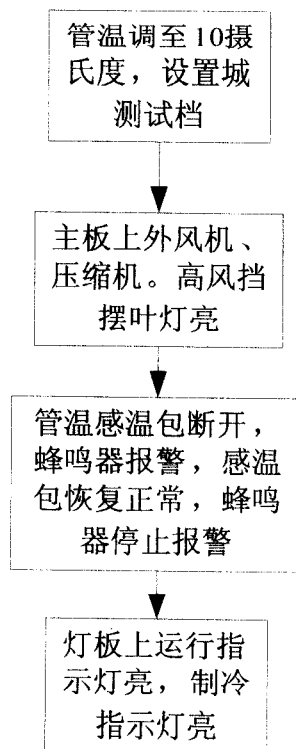 管温调至10摄
氏度，设置城
测试档
主板上外风机、
压缩机。高风挡
摆叶灯亮
管温感温包断开，
蜂鸣器报警，感温
包恢复正常，蜂鸣
器停止报警
灯板上运行指
示灯亮，制冷
指示灯亮